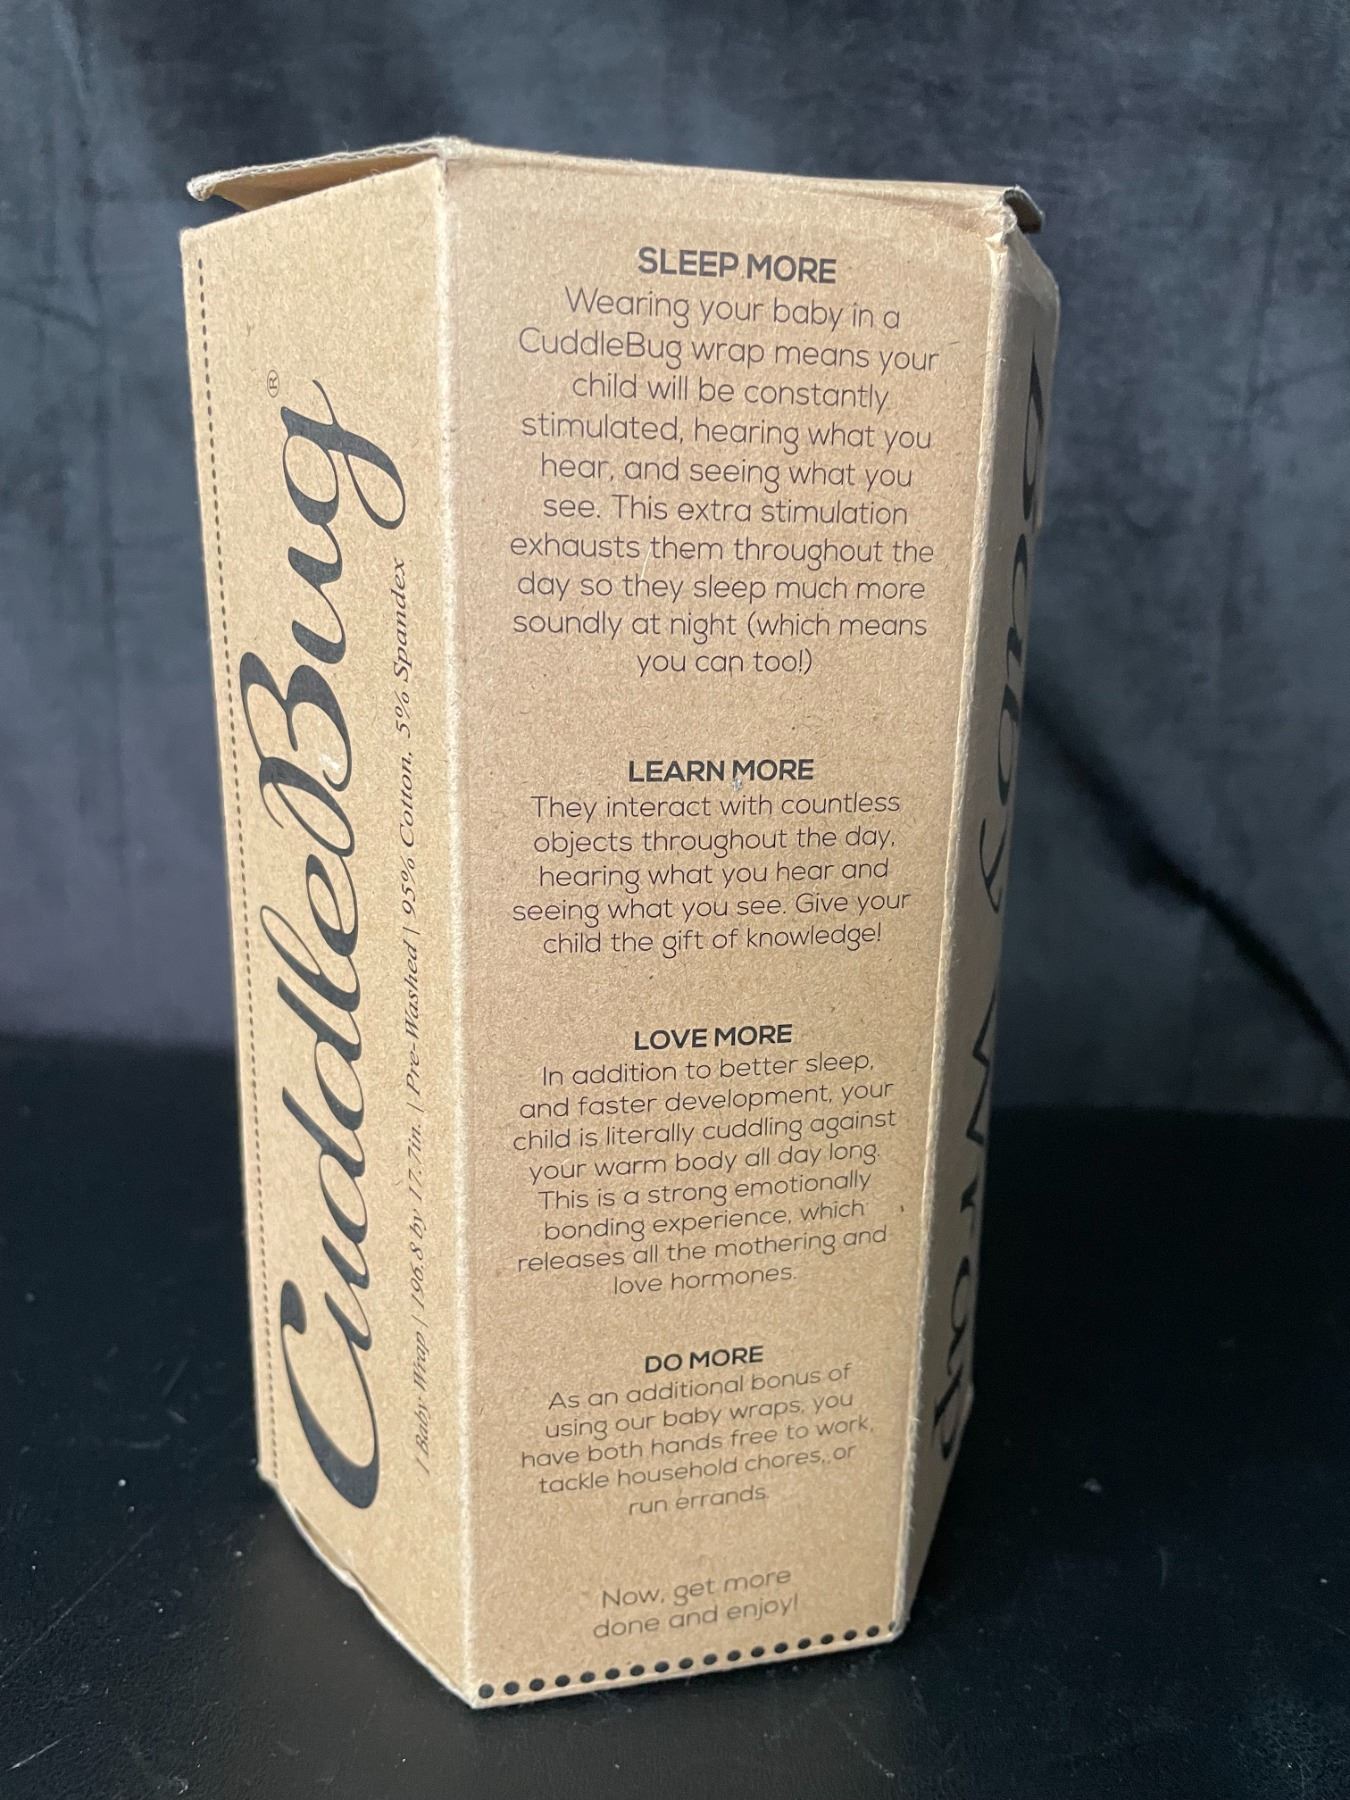 CuddleBug®
1 Baby Wrap | 196.8 by 17.7in. | Pre-Washed | 95% Cotton, 5% Spandex
SLEEP MORE
Wearing your baby in a
CuddleBug wrap means your
child will be constantly
stimulated, hearing what you
hear, and seeing what you
see. This extra stimulation
exhausts them throughout the
day so they sleep much more
soundly at night (which means
you can too!)
LEARN MORE
They interact with countless
objects throughout the day,
hearing what you hear and
seeing what you see. Give your
child the gift of knowledge!
LOVE MORE
In addition to better sleep,
and faster development, your
child is literally cuddling against
your warm body all day long.
This is a strong emotionally
bonding experience, which
releases all the mothering and
love hormones.
DO MORE
As an additional bonus of
using our baby wraps, you
have both hands free to work,
tackle household chores, or
run errands.
Now, get more
done and enjoy!
Wrap